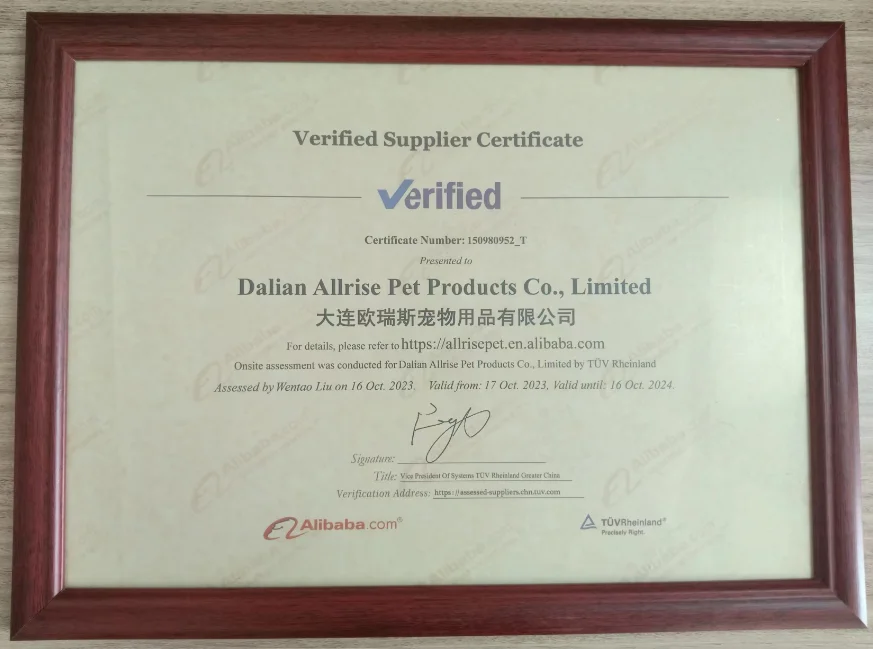 Verified Supplier Certificate
Verified
Certificate Number: 150980952_T
Presented to
Dalian Allrise Pet Products Co., Limited
大连欧瑞斯宠物用品有限公司
For details, please refer to https://allrisepet.en.alibaba.com
Onsite assessment was conducted for Dalian Allrise Pet Products Co., Limited by TÜV Rheinland
Assessed by Wentao Liu on 16 Oct. 2023. Valid from: 17 Oct. 2023, Valid until: 16 Oct. 2024.
Signature:
Title: Vice President Of Systems TÜV Rheinland Greater China
Verification Address: https://assessed-suppliers.chn.tuv.com
Alibaba.com®
TÜVRheinland®
Precisely Right.